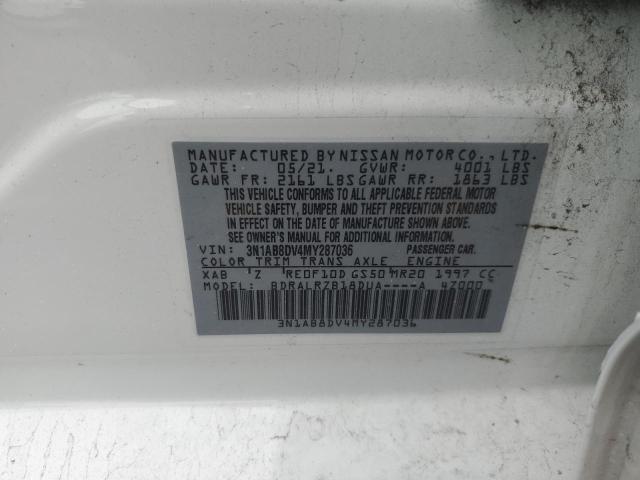 MANUFACTURED BY NISSAN MOTOR CO., LTD.
DATE: 05/21. GVWR: 4001 LBS
GAWR FR: 2161 LBS GAWR RR: 1863 LBS
THIS VEHICLE CONFORMS TO ALL APPLICABLE FEDERAL MOTOR
VEHICLE SAFETY, BUMPER AND THEFT PREVENTION STANDARDS
IN EFFECT ON THE DATE OF MANUFACTURE SHOWN ABOVE.
SEE OWNER'S MANUAL FOR ADDITIONAL INFORMATION.
VIN: 3N1AB8DV4MY287036 PASSENGER CAR.
COLOR TRIM TRANS AXLE ENGINE
XAB Z RE0F10D GS50 MR20 1997 CC
MODEL: BDRALRZB18DUA----A 4Z000
3N1AB8DV4MY287036